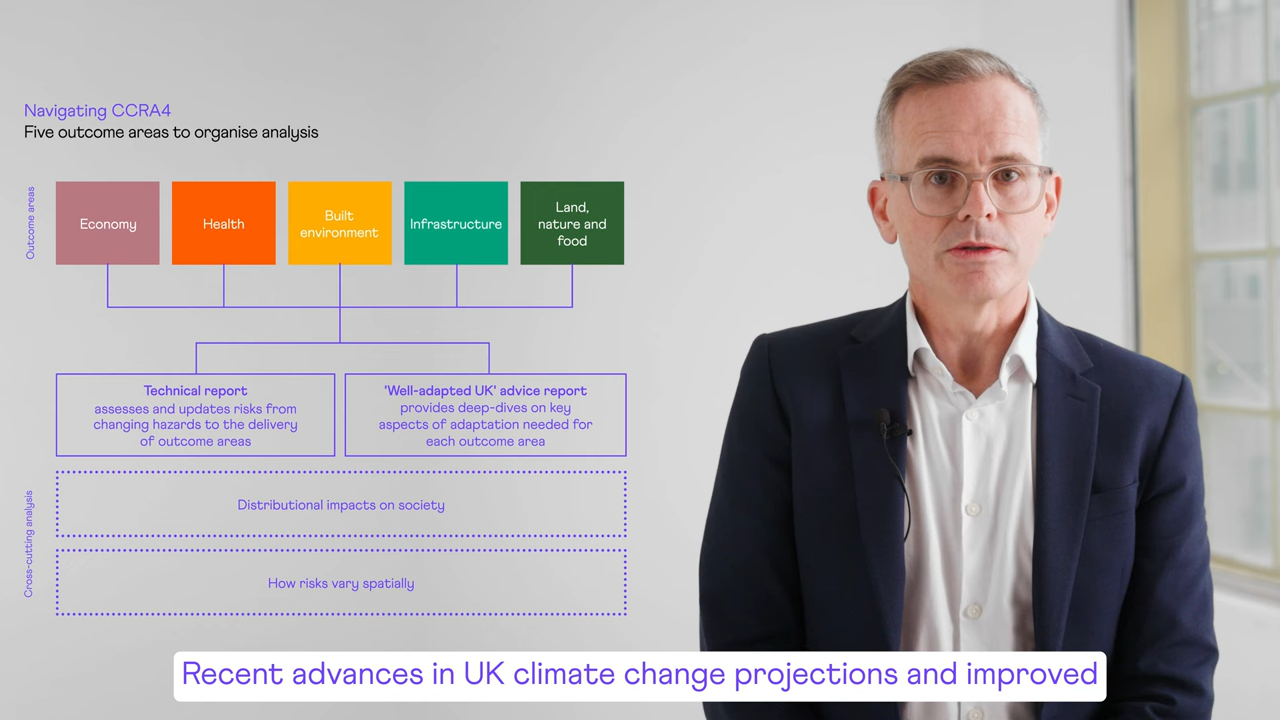 Navigating CCRA4
Five outcome areas to organise analysis
Outcome areas
Economy
Health
Built
environment
Infrastructure
Land,
nature and
food
Technical report
assesses and updates risks from
changing hazards to the delivery
of outcome areas
'Well-adapted UK' advice report
provides deep-dives on key
aspects of adaptation needed for
each outcome area
Cross-cutting analysis
Distributional impacts on society
How risks vary spatially
Recent advances in UK climate change projections and improved